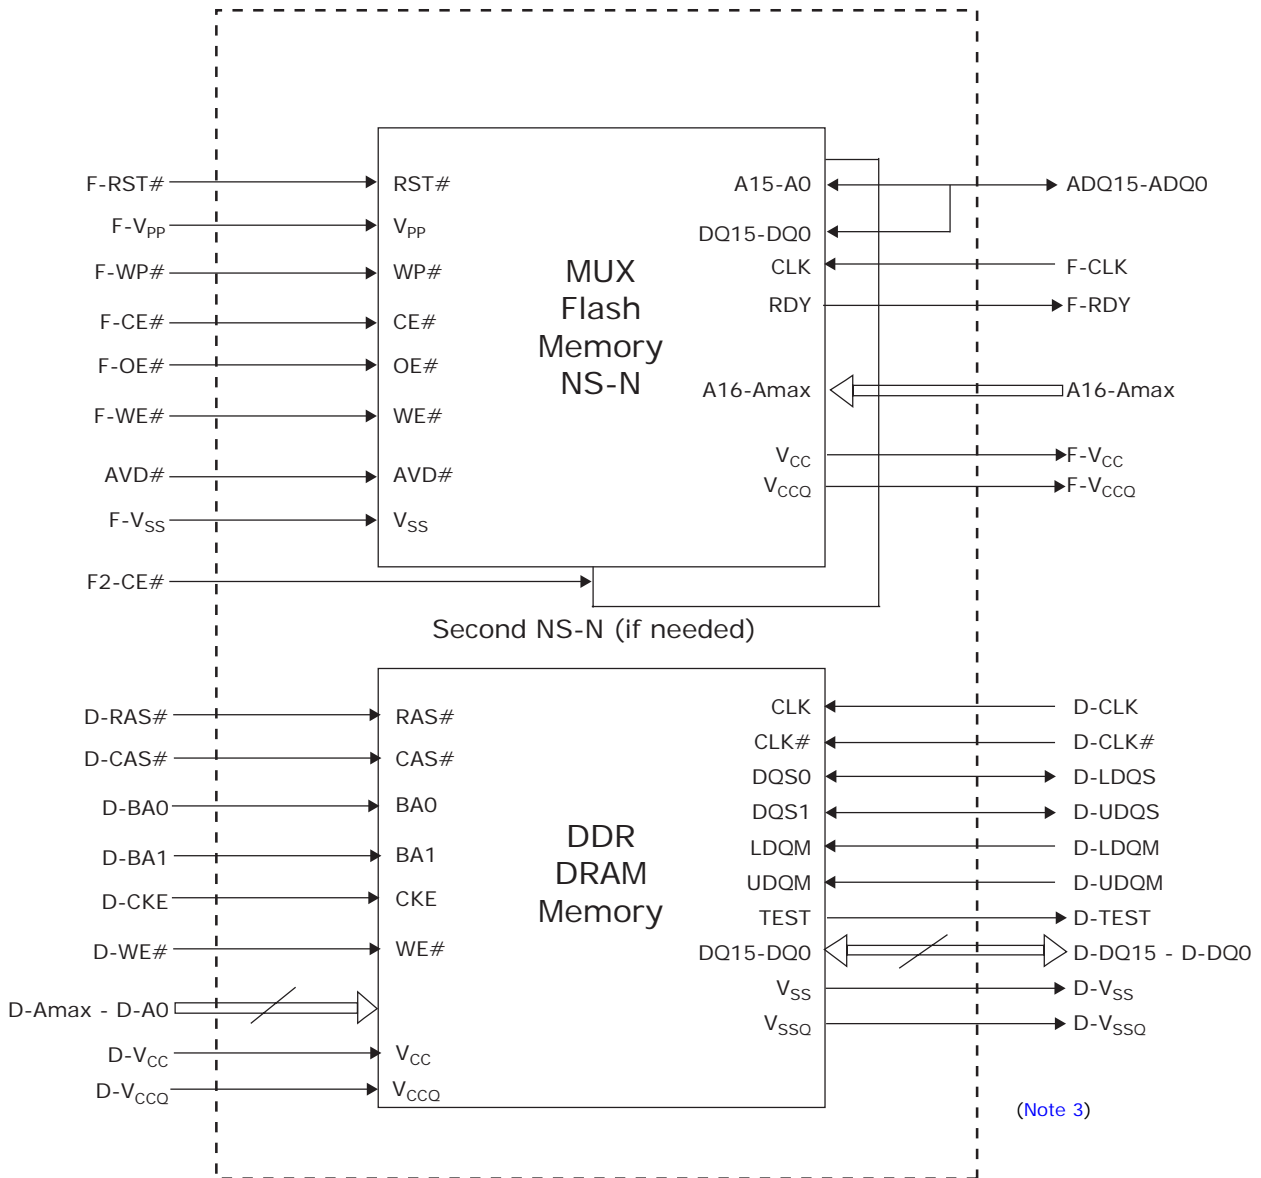 F-RST#
F-VPP
F-WP#
F-CE#
F-OE#
F-WE#
AVD#
F-VSS
F2-CE#
RST#
VPP
WP#
CE#
OE#
WE#
AVD#
VSS
MUX
Flash
Memory
NS-N
A15-A0
DQ15-DQ0
CLK
RDY
A16-Amax
VCC
VCCQ
ADQ15-ADQ0
F-CLK
F-RDY
A16-Amax
F-VCC
F-VCCQ
Second NS-N (if needed)
D-RAS#
D-CAS#
D-BA0
D-BA1
D-CKE
D-WE#
D-Amax - D-A0
D-VCC
D-VCCQ
RAS#
CAS#
BA0
BA1
CKE
WE#
VCC
VCCQ
DDR
DRAM
Memory
CLK
CLK#
DQS0
DQS1
LDQM
UDQM
TEST
DQ15-DQ0
VSS
VSSQ
D-CLK
D-CLK#
D-LDQS
D-UDQS
D-LDQM
D-UDQM
D-TEST
D-DQ15 - D-DQ0
D-VSS
D-VSSQ
(Note 3)